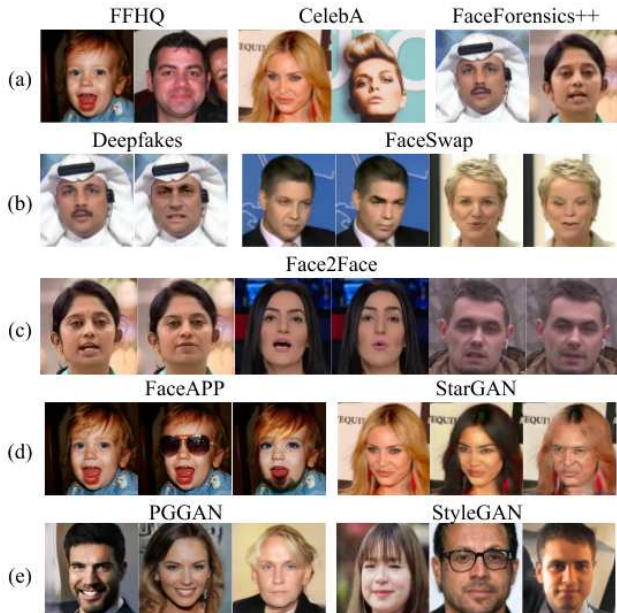 FFHQ CelebA FaceForensics++
(a)
Deepfakes FaceSwap
(b)
Face2Face
(c)
FaceAPP StarGAN
(d)
PGGAN StyleGAN
(e)